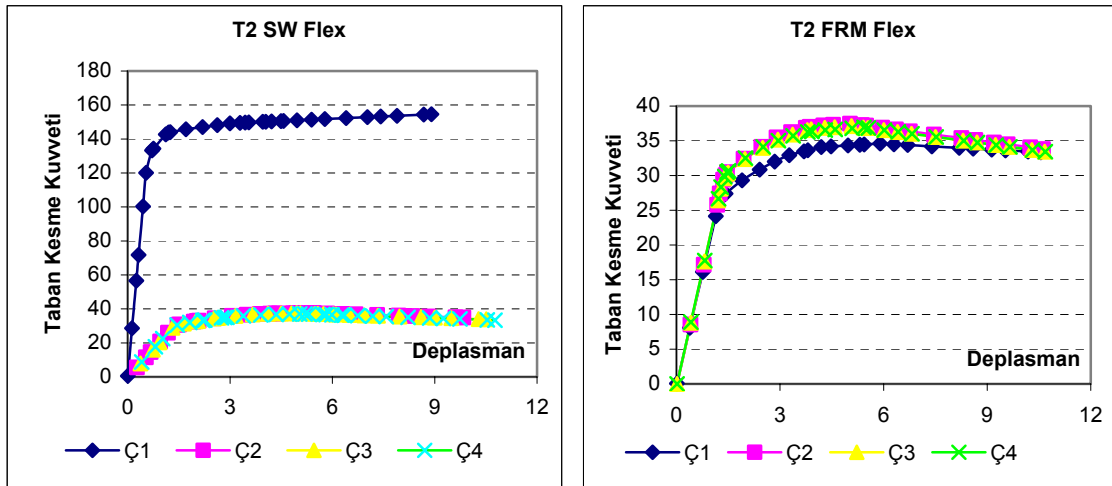 T2 SW Flex
Taban Kesme Kuvveti
180
160
140
120
100
80
60
40
20
0
0 3 6 9 12
Deplasman
Ç1 Ç2 Ç3 Ç4
T2 FRM Flex
Taban Kesme Kuvveti
40
35
30
25
20
15
10
5
0
0 3 6 9 12
Deplasman
Ç1 Ç2 Ç3 Ç4